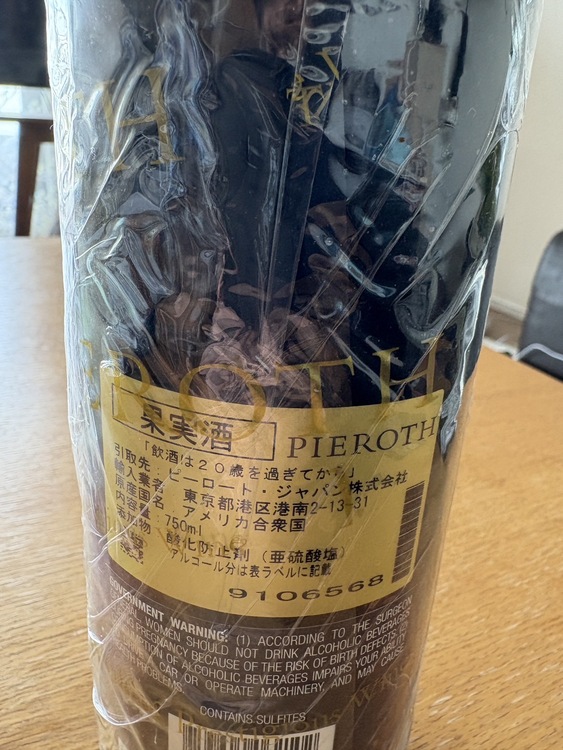 果実酒
PIEROTH
「飲酒は20歳を過ぎてから」
引取先：ピーロート・ジャパン株式会社
輸入業者 東京都港区港南2-13-31
原産国名：アメリカ合衆国
内容量：750ml
添加物 酸化防止剤（亜硫酸塩）
アルコール分は表ラベルに記載
9106568
GOVERNMENT WARNING: (1) ACCORDING TO THE SURGEON
WOMEN SHOULD NOT DRINK ALCOHOLIC BEVERAGES
PREGNANCY BECAUSE OF THE RISK OF BIRTH DEFECTS.
OF ALCOHOLIC BEVERAGES IMPAIRS YOUR ABILITY
CAR OR OPERATE MACHINERY, AND MAY CAUSE
PROBLEMS.
CONTAINS SULFITES